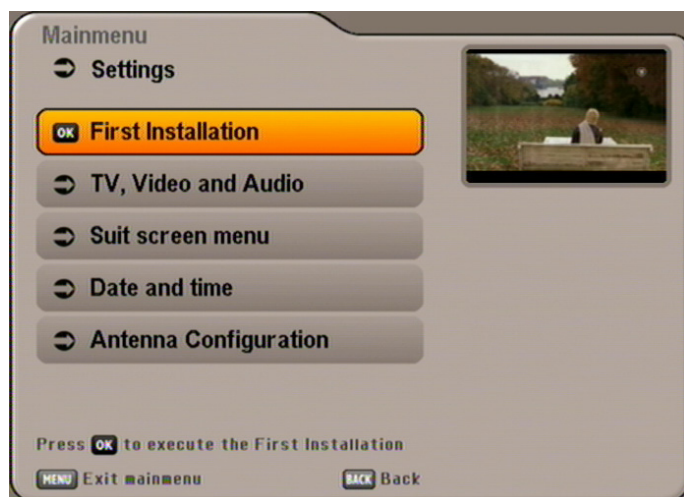 Mainmenu
Settings
OK First Installation
TV, Video and Audio
Suit screen menu
Date and time
Antenna Configuration
Press OK to execute the First Installation
MENU Exit mainmenu BACK Back